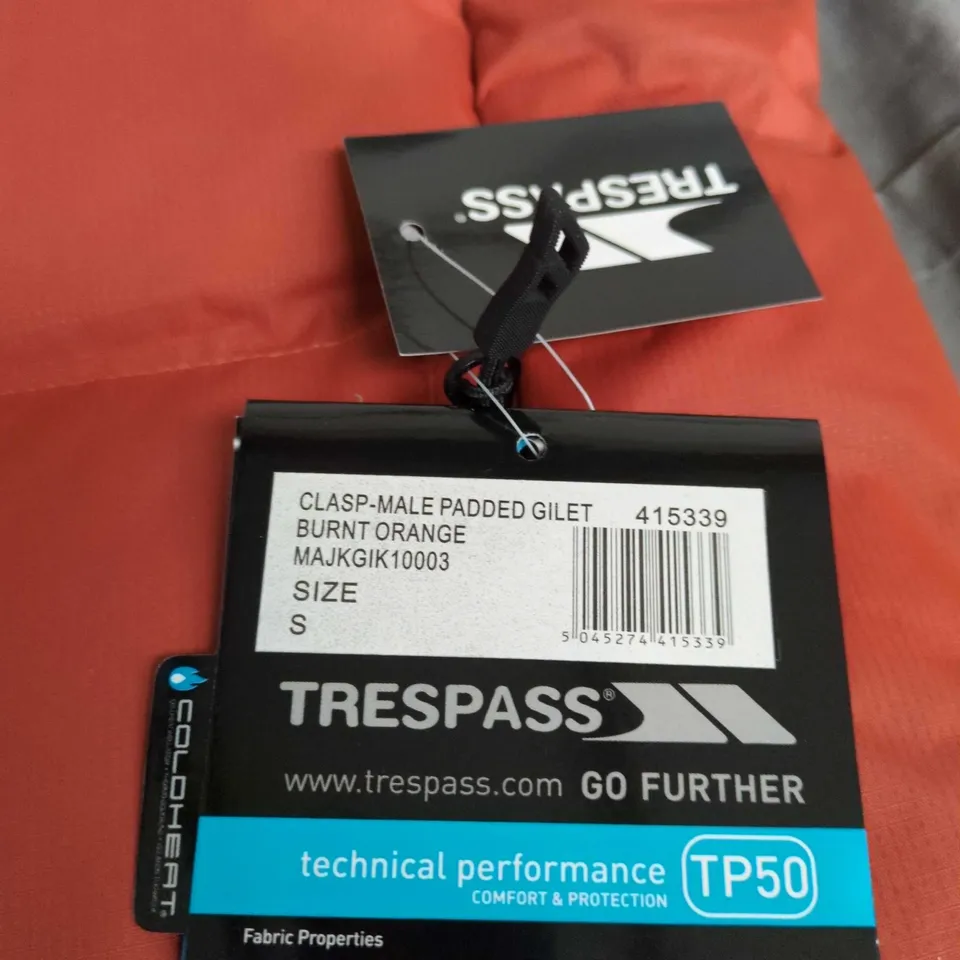 TRESPASS®
CLASP-MALE PADDED GILET 415339
BURNT ORANGE
MAJKGIK10003
SIZE
S
5 045274 415339
TRESPASS®
www.trespass.com GO FURTHER
technical performance TP50
COMFORT & PROTECTION
Fabric Properties
COLDHEAT®